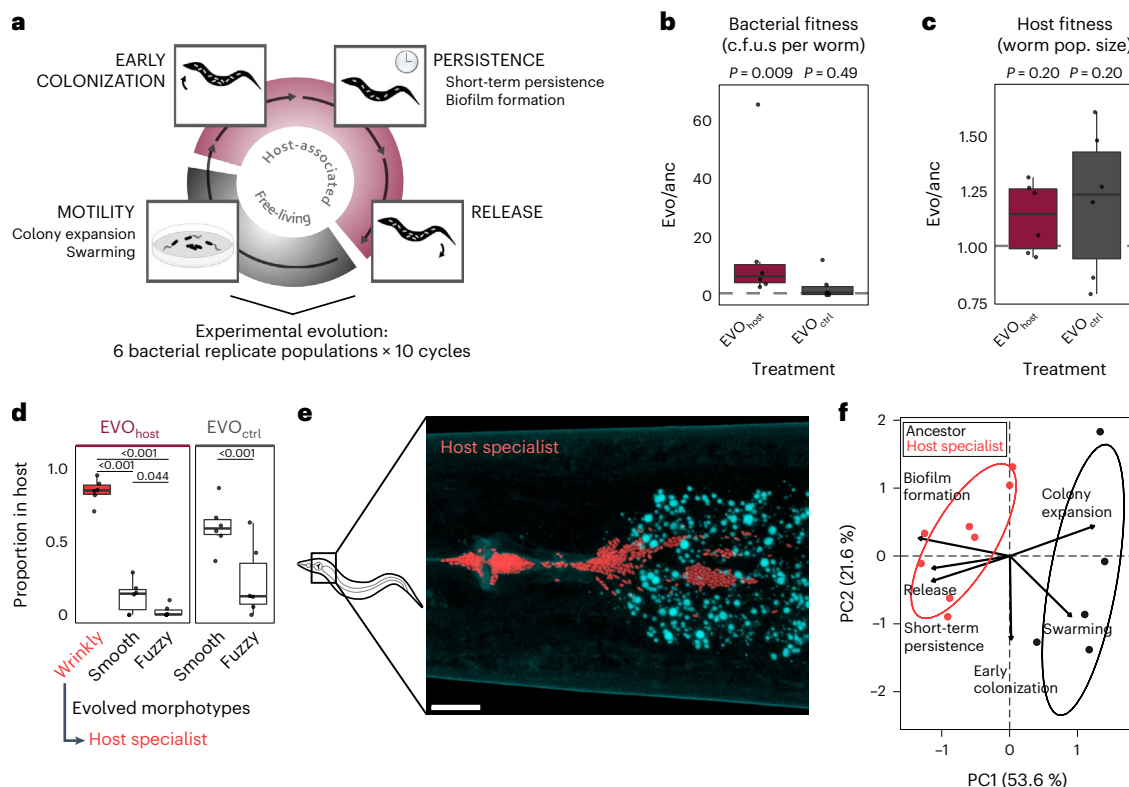 a
EARLY
COLONIZATION
PERSISTENCE
Short-term persistence
Biofilm formation
Host-associated
Free-living
MOTILITY
Colony expansion
Swarming
RELEASE
Experimental evolution:
6 bacterial replicate populations × 10 cycles
b
Bacterial fitness
(c.f.u.s per worm)
P = 0.009 P = 0.49
Evo/anc
60
40
20
0
EVOhost
EVOctrl
Treatment
c
Host fitness
(worm pop. size)
P = 0.20 P = 0.20
Evo/anc
1.50
1.25
1.00
0.75
EVOhost
EVOctrl
Treatment
d
EVOhost
EVOctrl
<0.001
<0.001
0.044
<0.001
Proportion in host
1.0
0.5
0
Wrinkly
Smooth
Fuzzy
Smooth
Fuzzy
Evolved morphotypes
Host specialist
e
Host specialist
f
Ancestor
Host specialist
Biofilm
formation
Colony
expansion
Release
Short-term
persistence
Swarming
Early
colonization
PC2 (21.6 %)
2
1
0
−1
−2
−1
0
1
PC1 (53.6 %)